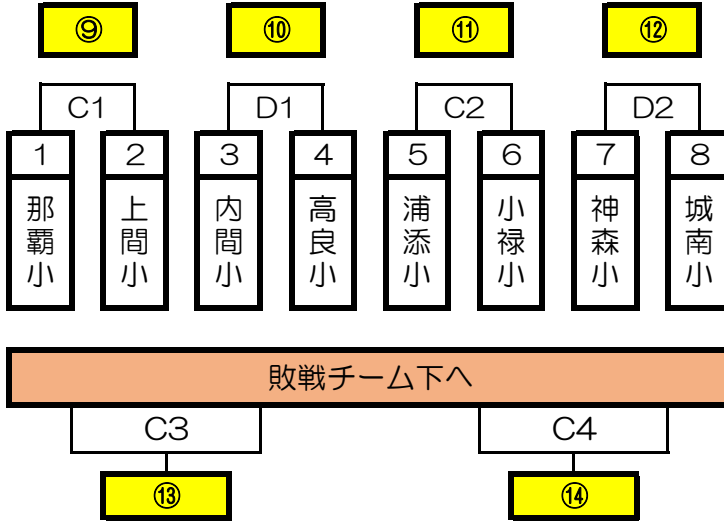 ⑨ ⑩ ⑪ ⑫
C1 D1 C2 D2
1 2 3 4 5 6 7 8
那覇小 上間小 内間小 高良小 浦添小 小禄小 神森小 城南小
敗戦チーム下へ
C3 C4
⑬ ⑭